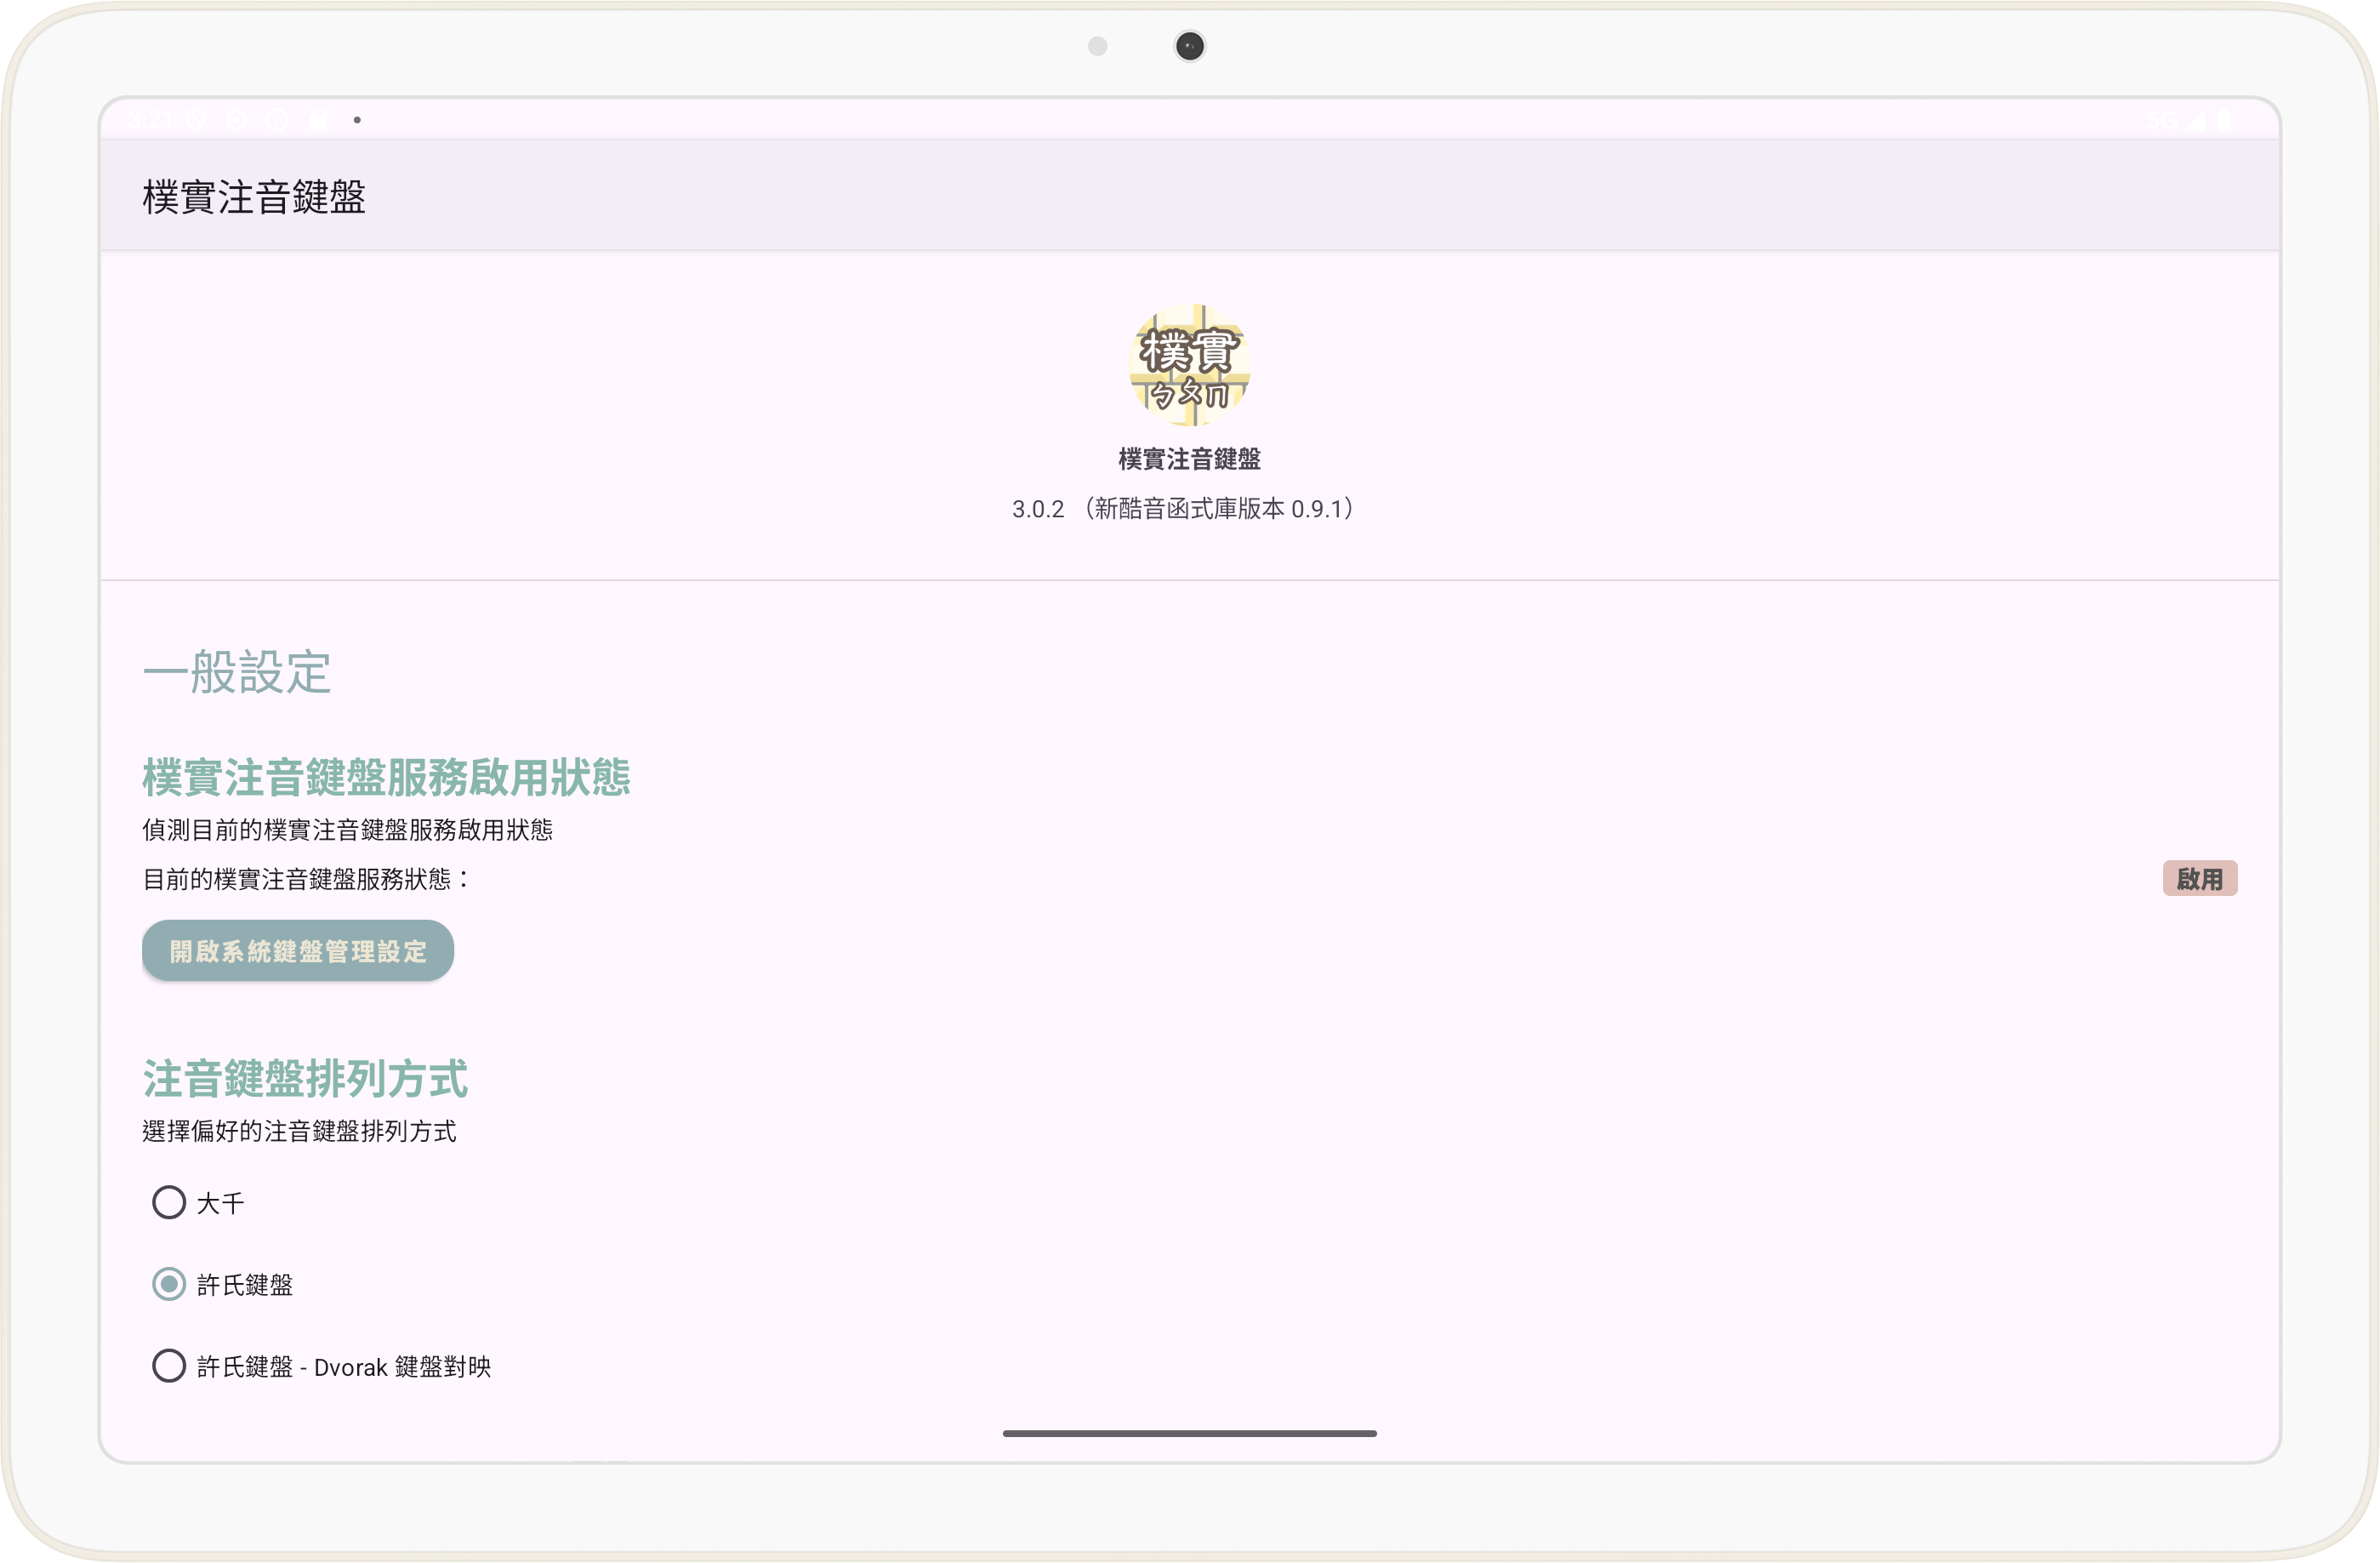 3:21
5G
樸實注音鍵盤
樸實
ㄅㄆㄇ
樸實注音鍵盤
3.0.2 （新酷音函式庫版本 0.9.1）
一般設定
樸實注音鍵盤服務啟用狀態
偵測目前的樸實注音鍵盤服務啟用狀態
目前的樸實注音鍵盤服務狀態：
啟用
開啟系統鍵盤管理設定
注音鍵盤排列方式
選擇偏好的注音鍵盤排列方式
大千
許氏鍵盤
許氏鍵盤 - Dvorak 鍵盤對映